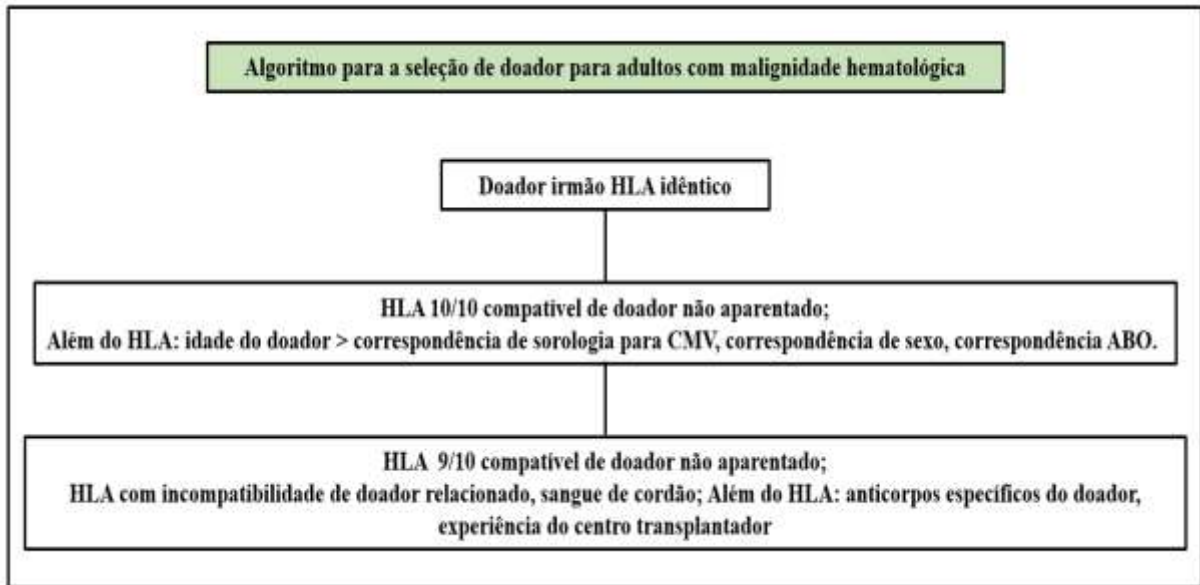 Algoritmo para a seleção de doador para adultos com malignidade hematológica
Doador irmão HLA idêntico
HLA 10/10 compatível de doador não aparentado;
Além do HLA: idade do doador > correspondência de sorologia para CMV, correspondência de sexo, correspondência ABO.
HLA 9/10 compatível de doador não aparentado;
HLA com incompatibilidade de doador relacionado, sangue de cordão; Além do HLA: anticorpos específicos do doador,
experiência do centro transplantador